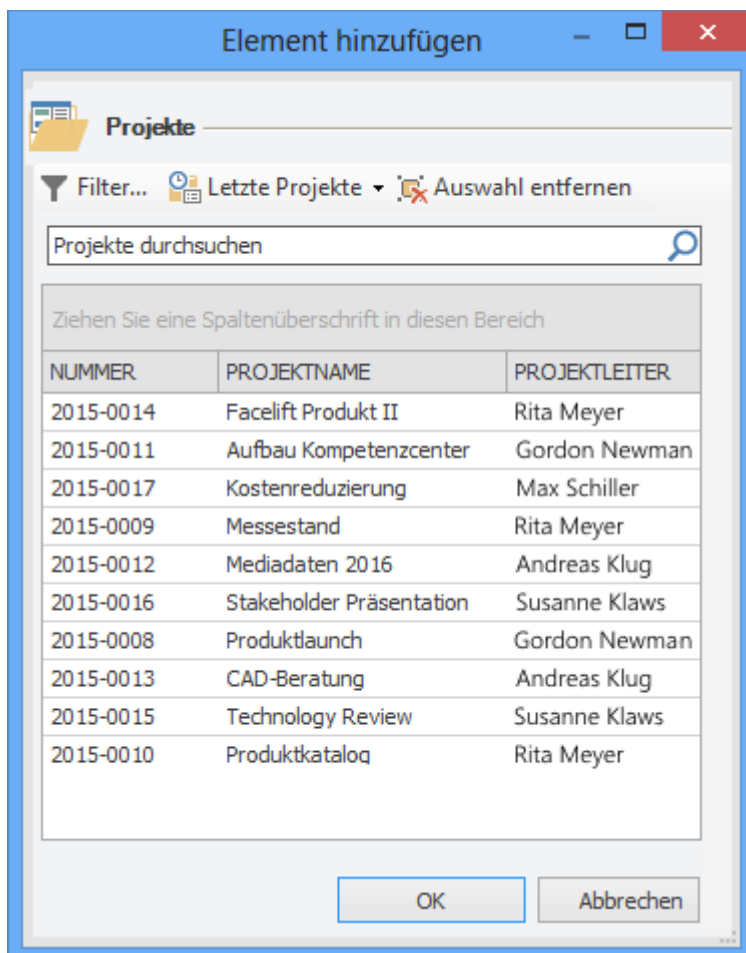 Element hinzufügen
Projekte
Filter... Letzte Projekte Auswahl entfernen
Projekte durchsuchen
Ziehen Sie eine Spaltenüberschrift in diesen Bereich
NUMMER PROJEKTNAME PROJEKTLEITER
2015-0014 Facelift Produkt II Rita Meyer
2015-0011 Aufbau Kompetenzcenter Gordon Newman
2015-0017 Kostenreduzierung Max Schiller
2015-0009 Messestand Rita Meyer
2015-0012 Mediadaten 2016 Andreas Klug
2015-0016 Stakeholder Präsentation Susanne Klaws
2015-0008 Produktlaunch Gordon Newman
2015-0013 CAD-Beratung Andreas Klug
2015-0015 Technology Review Susanne Klaws
2015-0010 Produktkatalog Rita Meyer
OK Abbrechen